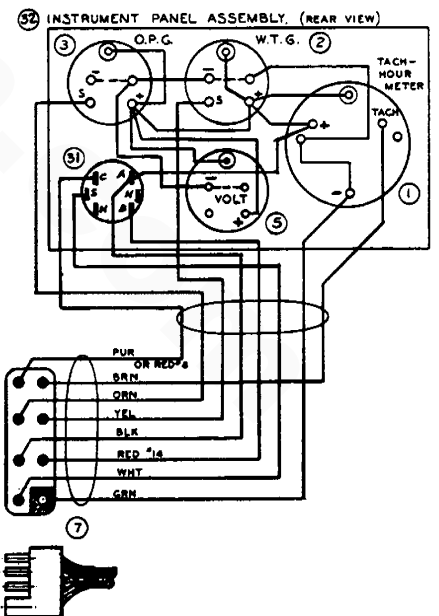 32 INSTRUMENT PANEL ASSEMBLY. (REAR VIEW)
3 O.P.G. W.T.G. 2
TACH-
HOUR
METER
TACH
S - +
S - +
+
-
1
31
C A
S N
H B
-
VOLT
+
5
PUR
OR RED #8
BRN
ORN
YEL
BLK
RED #14
WHT
GRN
7